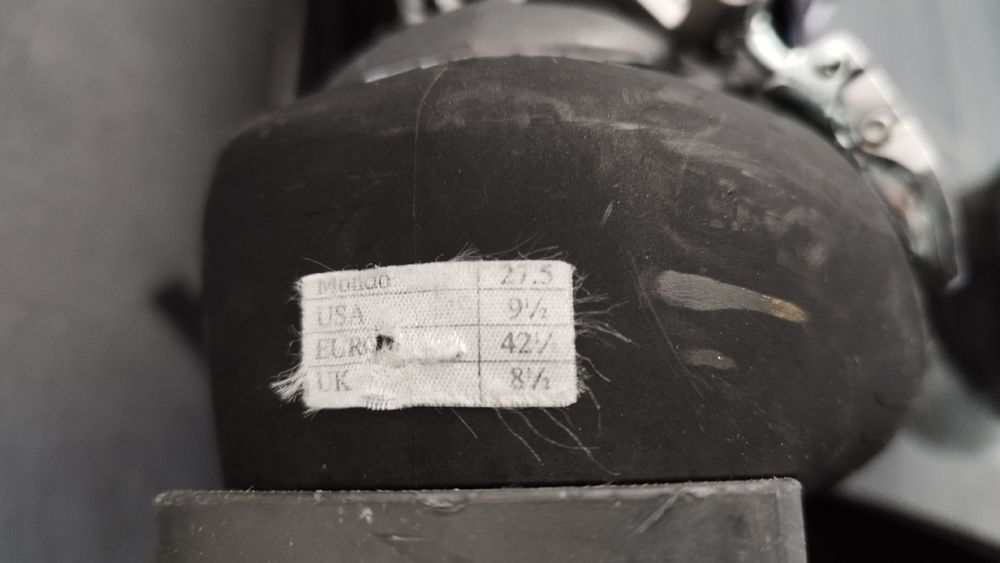 Mondo 27.5
USA 9½
EURO 42½
UK 8½